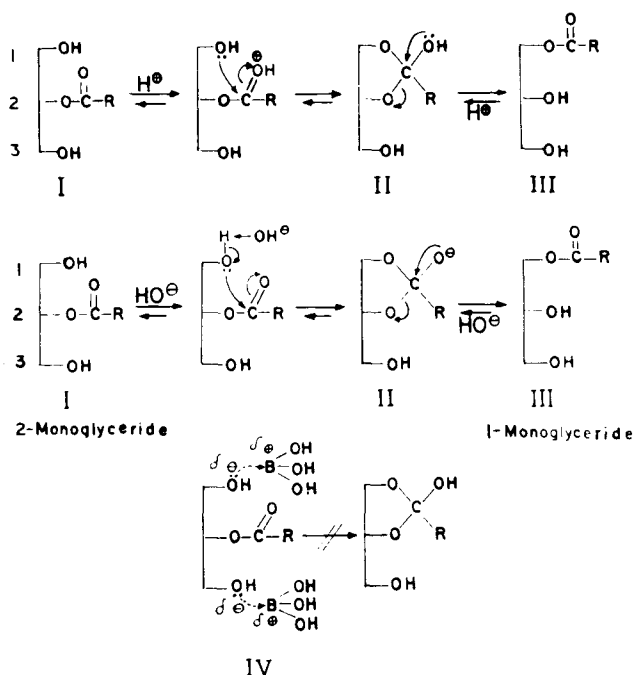 1 OH OH ⊕ OH O OH O
O H⊕ O–C–R
2 O–C–R O–C–R C OH
O R H⊕
3 OH OH OH OH
I II III
H←OH⊖
1 OH O O O⊖ O
O HO⊖ O O–C–R
2 O–C–R O–C–R C OH
O R HO⊖
3 OH OH OH OH
I II III
2-Monoglyceride 1-Monoglyceride
δ⊕ OH
δ⊖ B OH
OH OH O OH
O C
O–C–R O R
OH OH OH
δ⊖ B OH
δ⊕ OH
IV